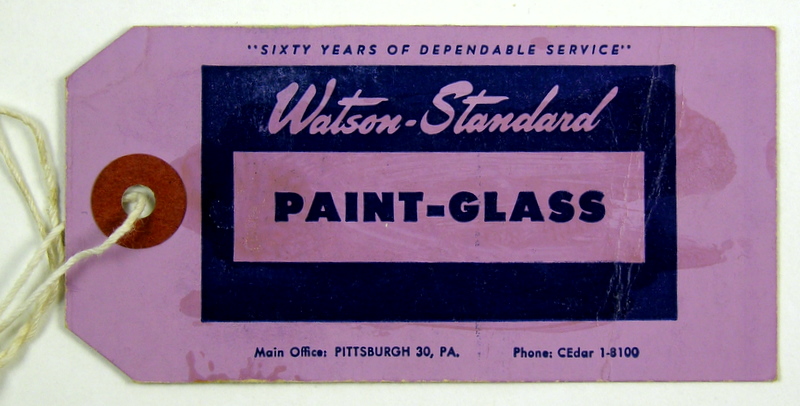 "SIXTY YEARS OF DEPENDABLE SERVICE"
Watson-Standard
PAINT-GLASS
Main Office: PITTSBURGH 30, PA. Phone: CEdar 1-8100